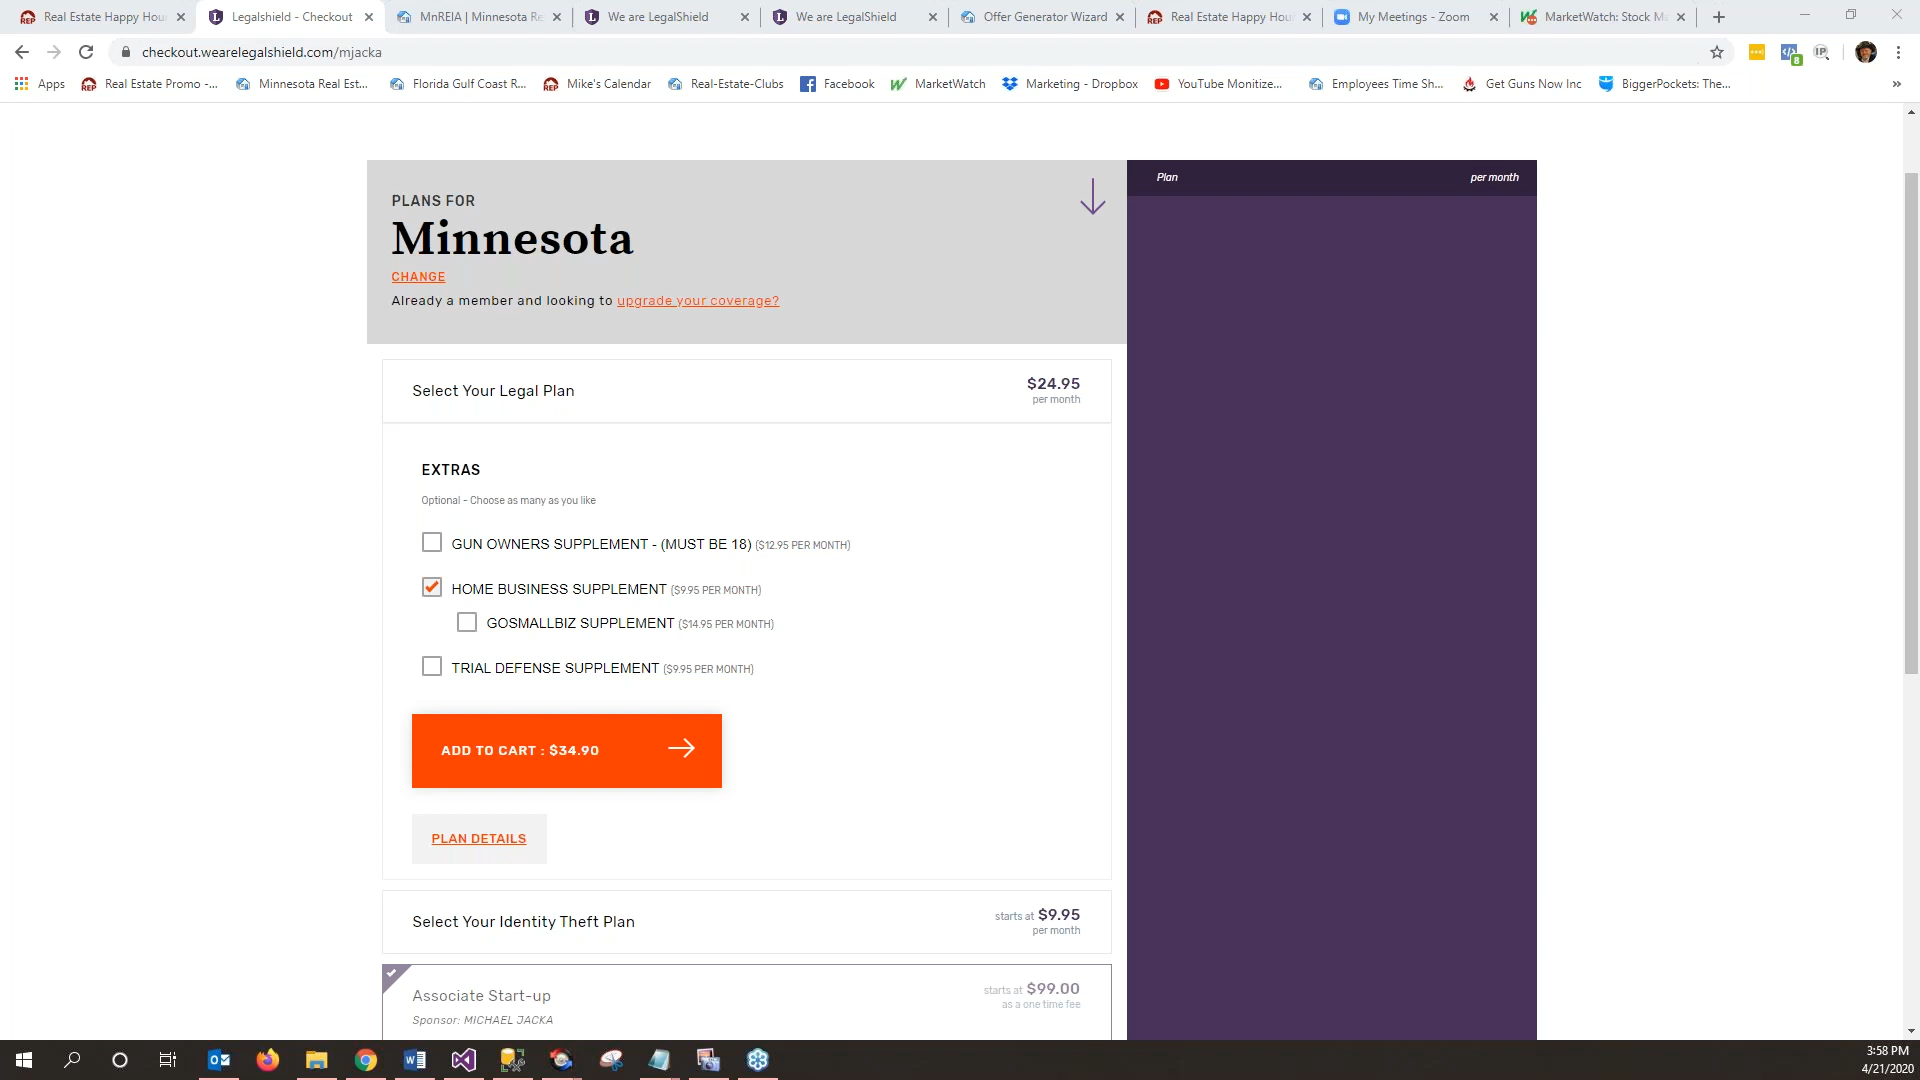 Real Estate Happy Hou
Legalshield - Checkout
MnREIA | Minnesota Re
We are LegalShield
We are LegalShield
Offer Generator Wizard
Real Estate Happy Hou
My Meetings - Zoom
MarketWatch: Stock Ma
checkout.wearelegalshield.com/mjacka
Apps
Real Estate Promo -...
Minnesota Real Est...
Florida Gulf Coast R...
Mike's Calendar
Real-Estate-Clubs
Facebook
MarketWatch
Marketing - Dropbox
YouTube Monitize...
Employees Time Sh...
Get Guns Now Inc
BiggerPockets: The...
»
PLANS FOR
Minnesota
CHANGE
Already a member and looking to upgrade your coverage?
Plan per month
Select Your Legal Plan
$24.95
per month
EXTRAS
Optional - Choose as many as you like
GUN OWNERS SUPPLEMENT - (MUST BE 18) ($12.95 PER MONTH)
HOME BUSINESS SUPPLEMENT ($9.95 PER MONTH)
GOSMALLBIZ SUPPLEMENT ($14.95 PER MONTH)
TRIAL DEFENSE SUPPLEMENT ($9.95 PER MONTH)
ADD TO CART : $34.90
PLAN DETAILS
Select Your Identity Theft Plan
starts at $9.95
per month
Associate Start-up
Sponsor: MICHAEL JACKA
starts at $99.00
as a one time fee
3:58 PM
4/21/2020